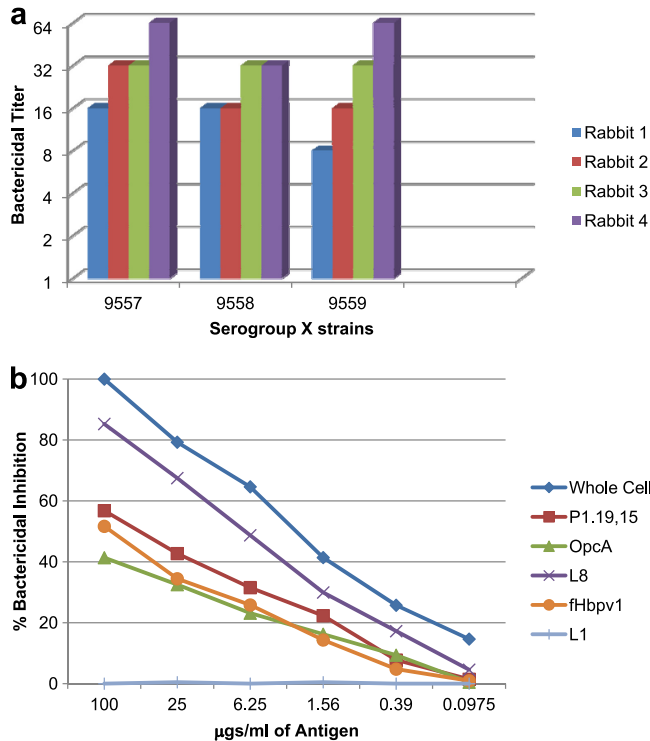 a
64
32
16
8
4
2
1
Bactericidal Titer
9557 9558 9559
Serogroup X strains
Rabbit 1
Rabbit 2
Rabbit 3
Rabbit 4
b
100
80
60
40
20
0
% Bactericidal Inhibition
100 25 6.25 1.56 0.39 0.0975
µgs/ml of Antigen
Whole Cell
P1.19,15
OpcA
L8
fHbpv1
L1